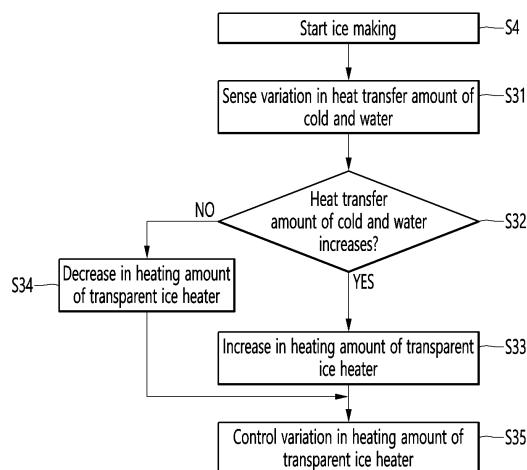 Start ice making
S4
Sense variation in heat transfer amount of
cold and water
S31
Heat transfer
amount of cold and water
increases?
S32
NO
YES
Decrease in heating amount
of transparent ice heater
S34
Increase in heating amount of transparent
ice heater
S33
Control variation in heating amount of
transparent ice heater
S35